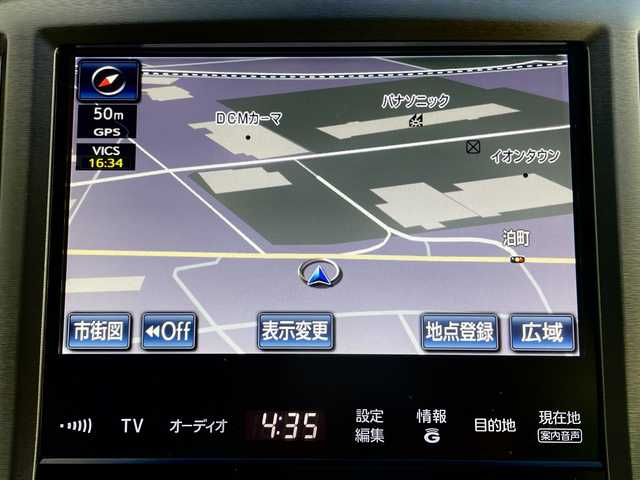 50m
GPS
VICS
16:34
DCMカーマ
パナソニック
イオンタウン
泊町
市街図
Off
表示変更
地点登録
広域
TV
オーディオ
4:35
設定
編集
情報
G
目的地
現在地
案内音声